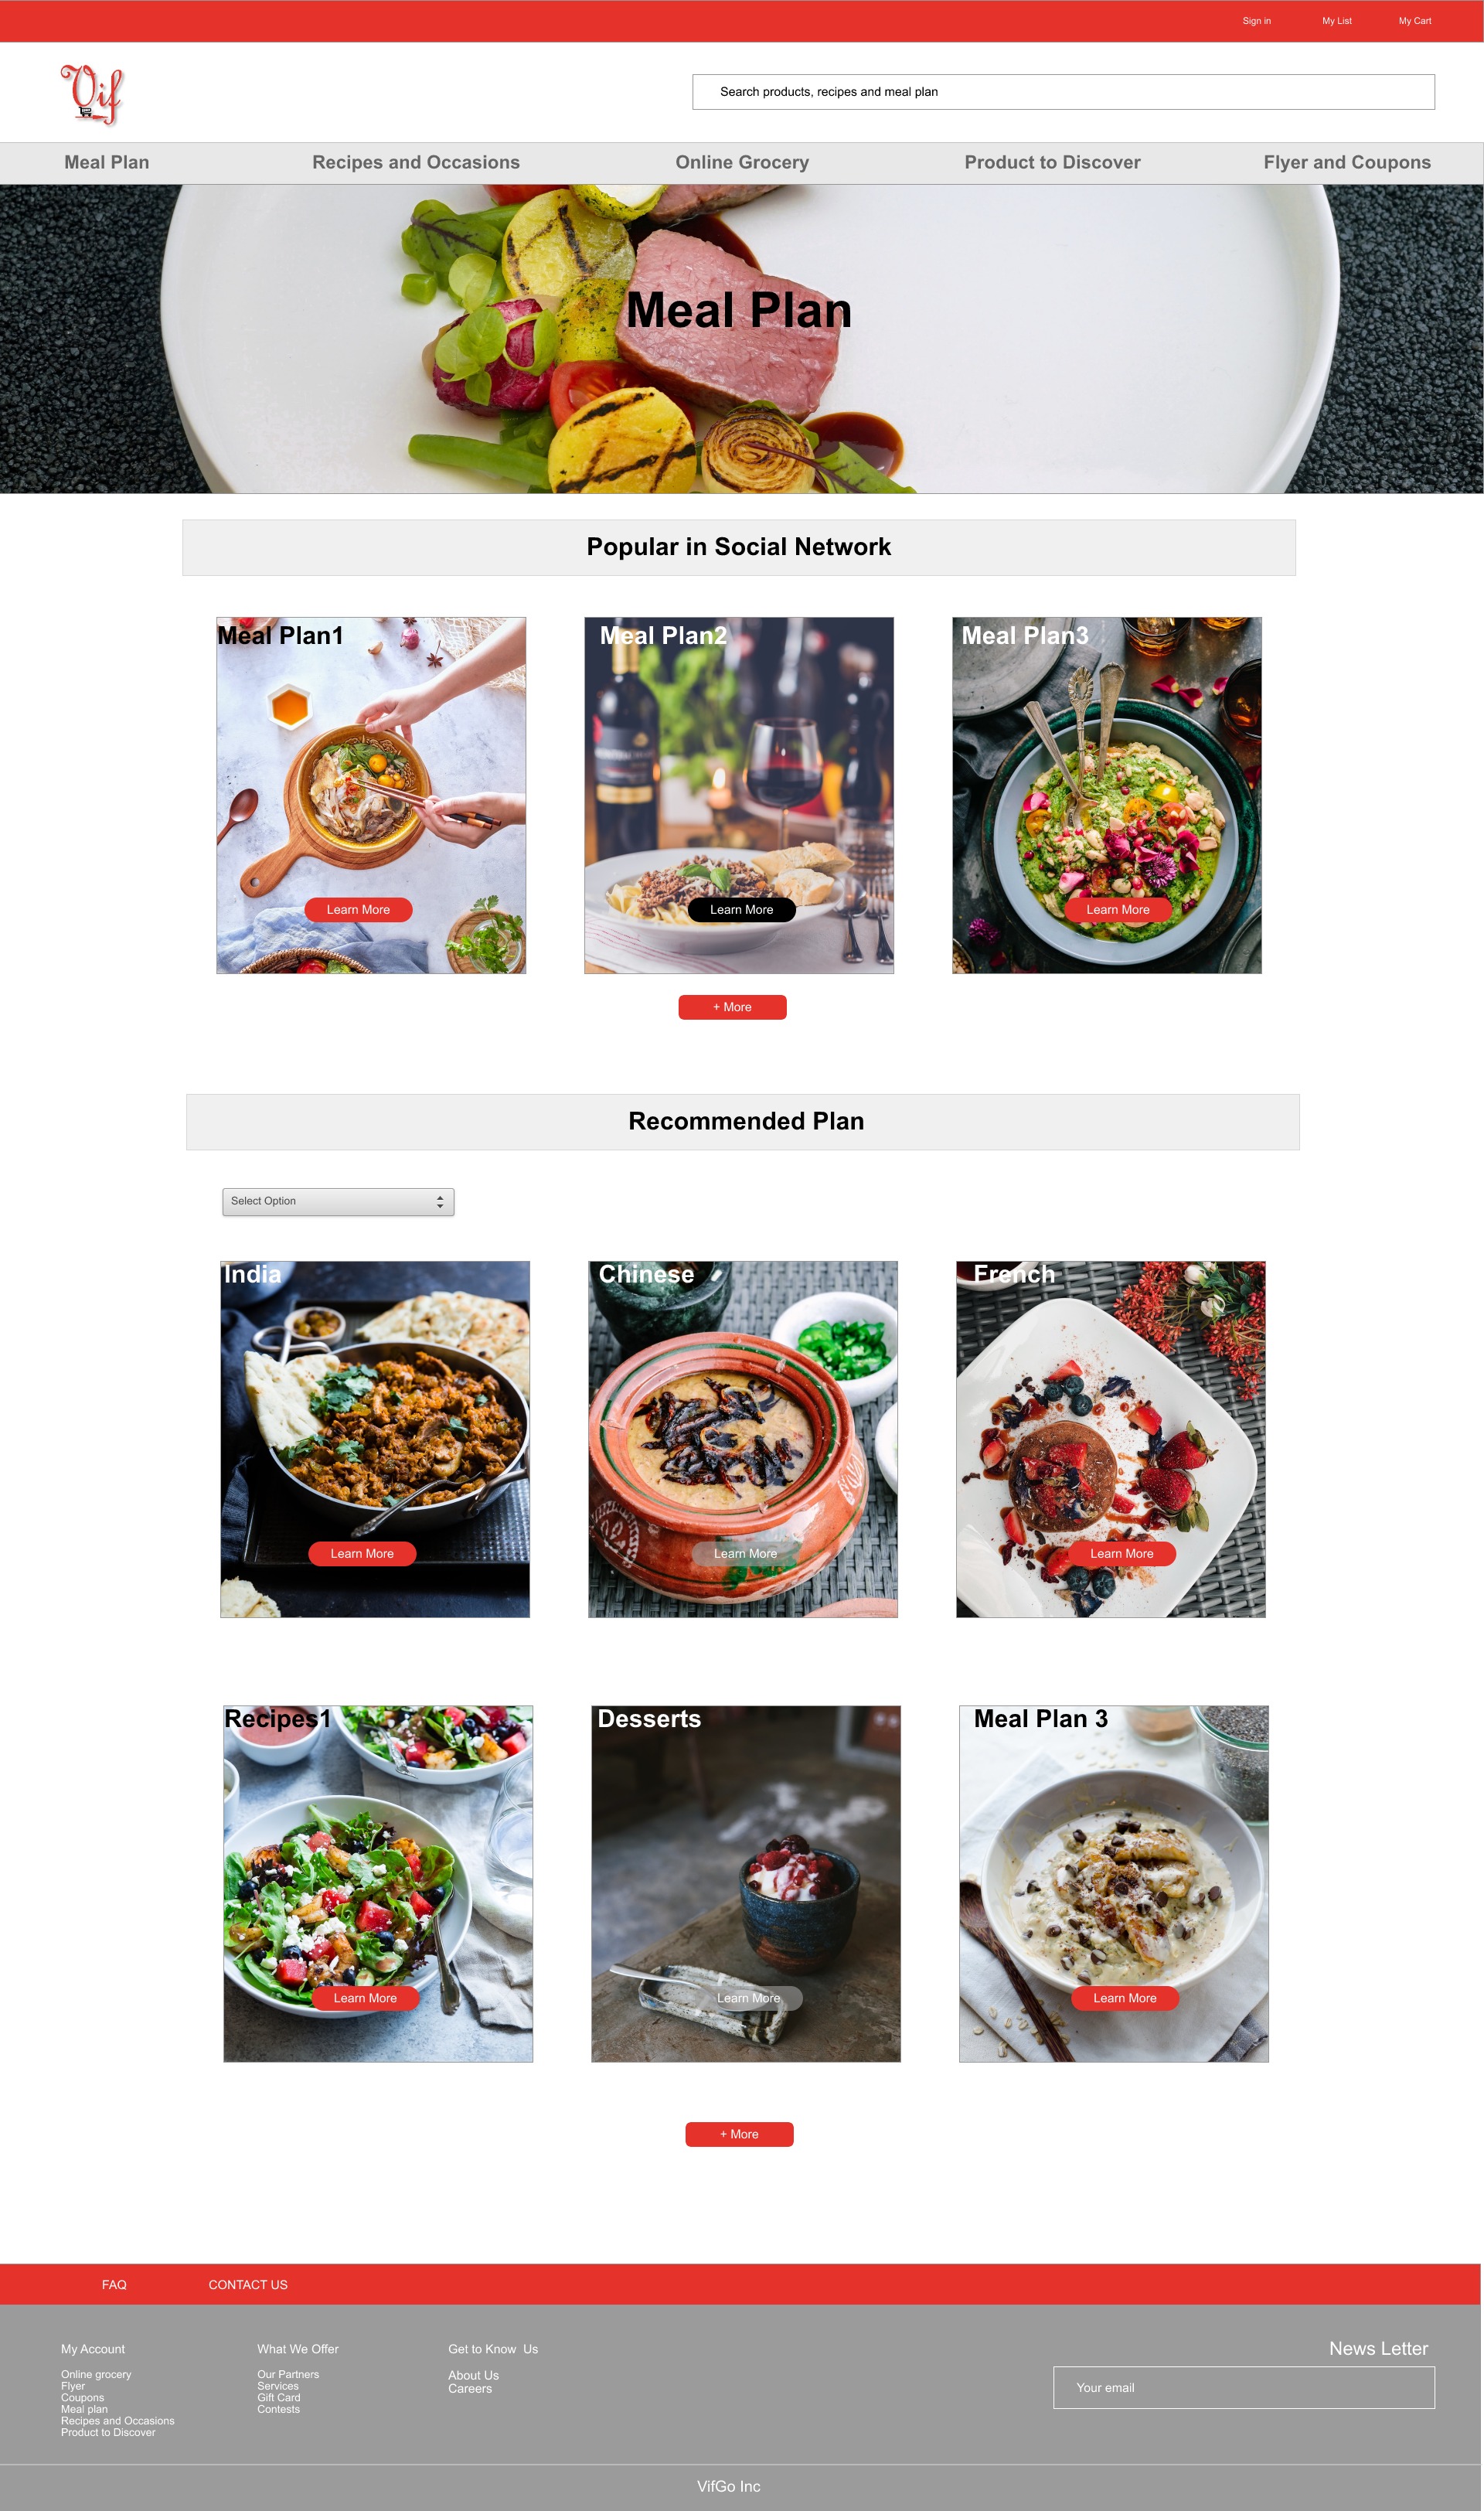 Sign in My List My Cart
Vif
Search products, recipes and meal plan
Meal Plan Recipes and Occasions Online Grocery Product to Discover Flyer and Coupons
Meal Plan
Popular in Social Network
Meal Plan1 Meal Plan2 Meal Plan3
Learn More Learn More Learn More
+ More
Recommended Plan
Select Option
India Chinese French
Learn More Learn More Learn More
Recipes1 Desserts Meal Plan 3
Learn More Learn More Learn More
+ More
FAQ CONTACT US
My Account
Online grocery
Flyer
Coupons
Meal plan
Recipes and Occasions
Product to Discover
What We Offer
Our Partners
Services
Gift Card
Contests
Get to Know Us
About Us
Careers
News Letter
Your email
VifGo Inc